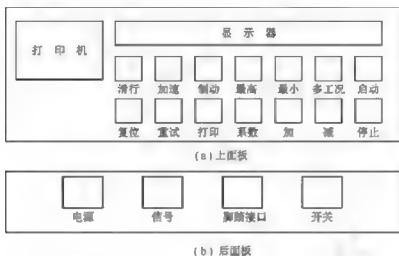 显示器
打印机
滑行 加速 制动 最高 最小 多工况 启动
复位 重试 打印 系数 加 减 停止
(a)上面板
电源 信号 脚踏接口 开关
(b)后面板